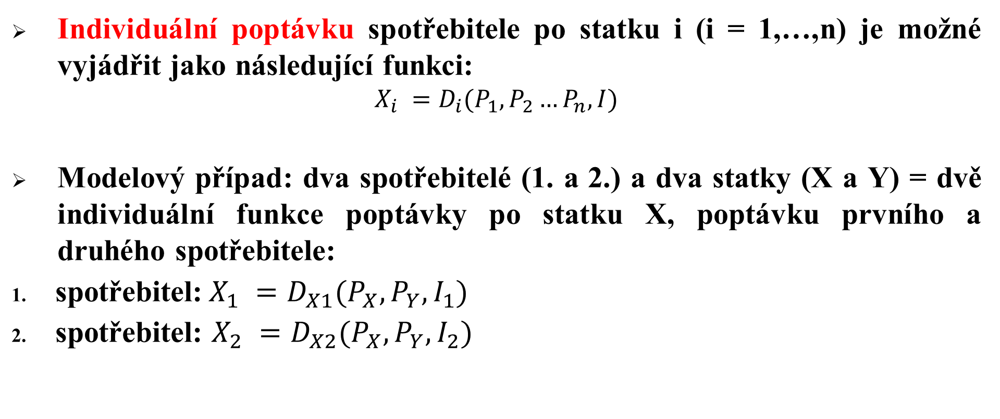 ➢ Individuální poptávku spotřebitele po statku i (i = 1,…,n) je možné
vyjádřit jako následující funkci:
X_i = D_i(P_1, P_2 … P_n, I)
➢ Modelový případ: dva spotřebitelé (1. a 2.) a dva statky (X a Y) = dvě
individuální funkce poptávky po statku X, poptávku prvního a
druhého spotřebitele:
1. spotřebitel: X_1 = D_{X1}(P_X, P_Y, I_1)
2. spotřebitel: X_2 = D_{X2}(P_X, P_Y, I_2)